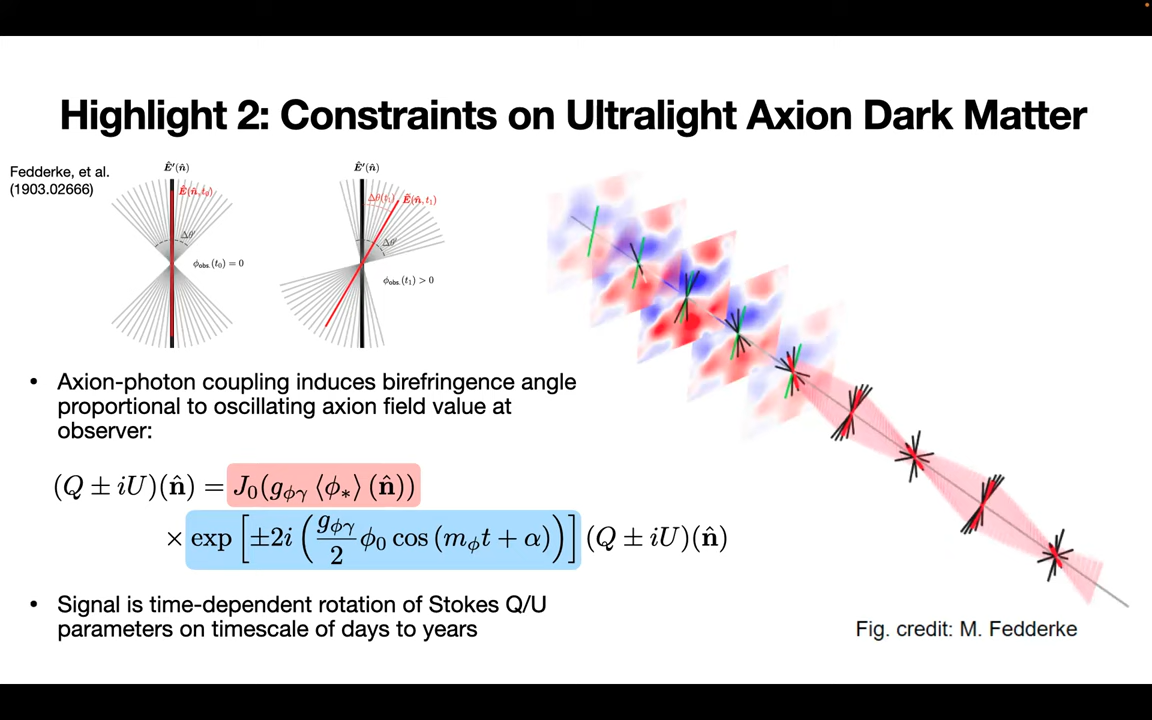 Highlight 2: Constraints on Ultralight Axion Dark Matter
Fedderke, et al.
(1903.02666)
Ê′(n̂)
Ê(n̂,t₀)
Δθ′
ϕobs.(t₀) = 0
Ê′(n̂)
Δθ(t₁)
Ê(n̂,t₁)
Δθ′
ϕobs.(t₁) > 0
• Axion-photon coupling induces birefringence angle
proportional to oscillating axion field value at
observer:
(Q ± iU)(n̂) = J₀(g_ϕγ ⟨ϕ_*⟩ (n̂))
× exp [±2i (g_ϕγ/2 ϕ₀ cos (m_ϕt + α))] (Q ± iU)(n̂)
• Signal is time-dependent rotation of Stokes Q/U
parameters on timescale of days to years
Fig. credit: M. Fedderke